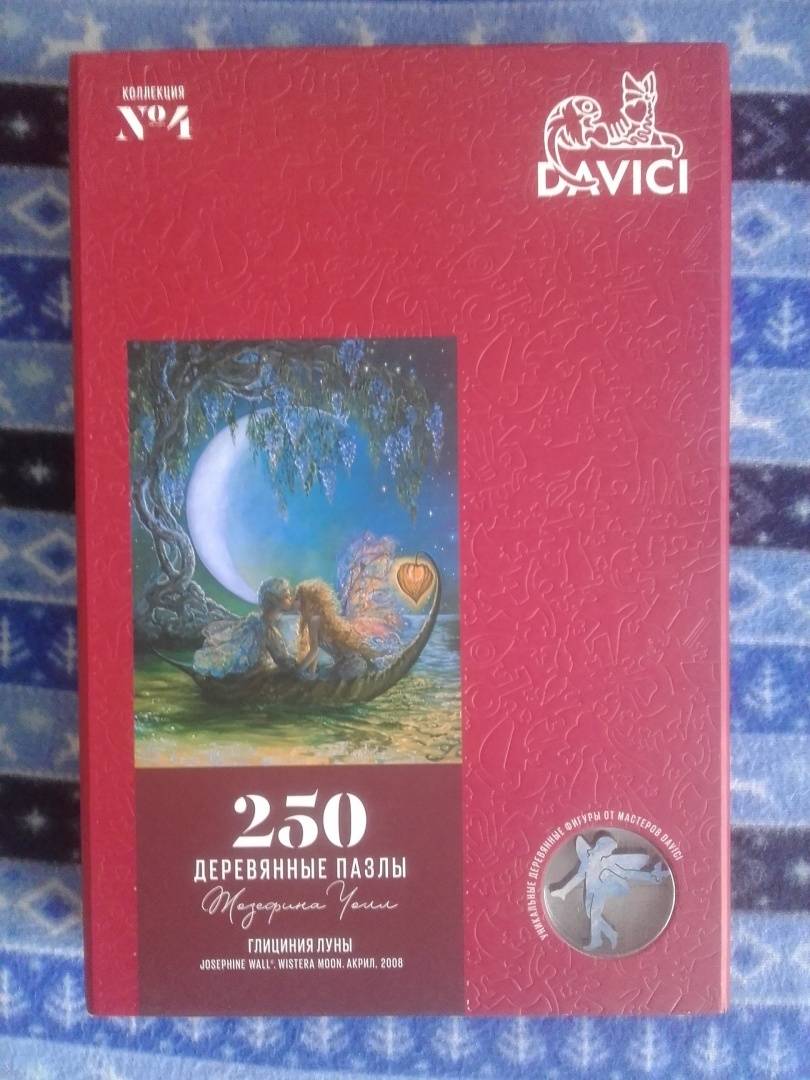 КОЛЛЕКЦИЯ
№4
DAVICI
250
ДЕРЕВЯННЫЕ ПАЗЛЫ
Жозефина Уолл
ГЛИЦИНИЯ ЛУНЫ
JOSEPHINE WALL®. WISTERA MOON. АКРИЛ, 2008
УНИКАЛЬНЫЕ ДЕРЕВЯННЫЕ ФИГУРЫ ОТ МАСТЕРОВ DAVICI